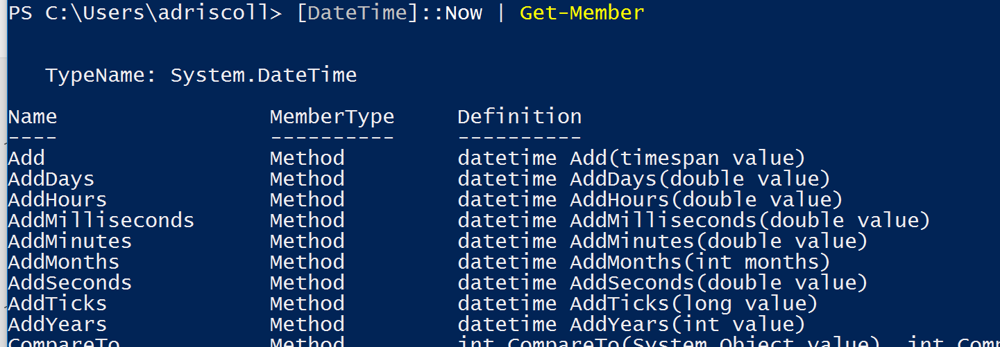 PS C:\Users\adriscoll> [DateTime]::Now | Get-Member
TypeName: System.DateTime
Name MemberType Definition
---- ---------- ----------
Add Method datetime Add(timespan value)
AddDays Method datetime AddDays(double value)
AddHours Method datetime AddHours(double value)
AddMilliseconds Method datetime AddMilliseconds(double value)
AddMinutes Method datetime AddMinutes(double value)
AddMonths Method datetime AddMonths(int months)
AddSeconds Method datetime AddSeconds(double value)
AddTicks Method datetime AddTicks(long value)
AddYears Method datetime AddYears(int value)
CompareTo Method int CompareTo(System.Object value), int Com